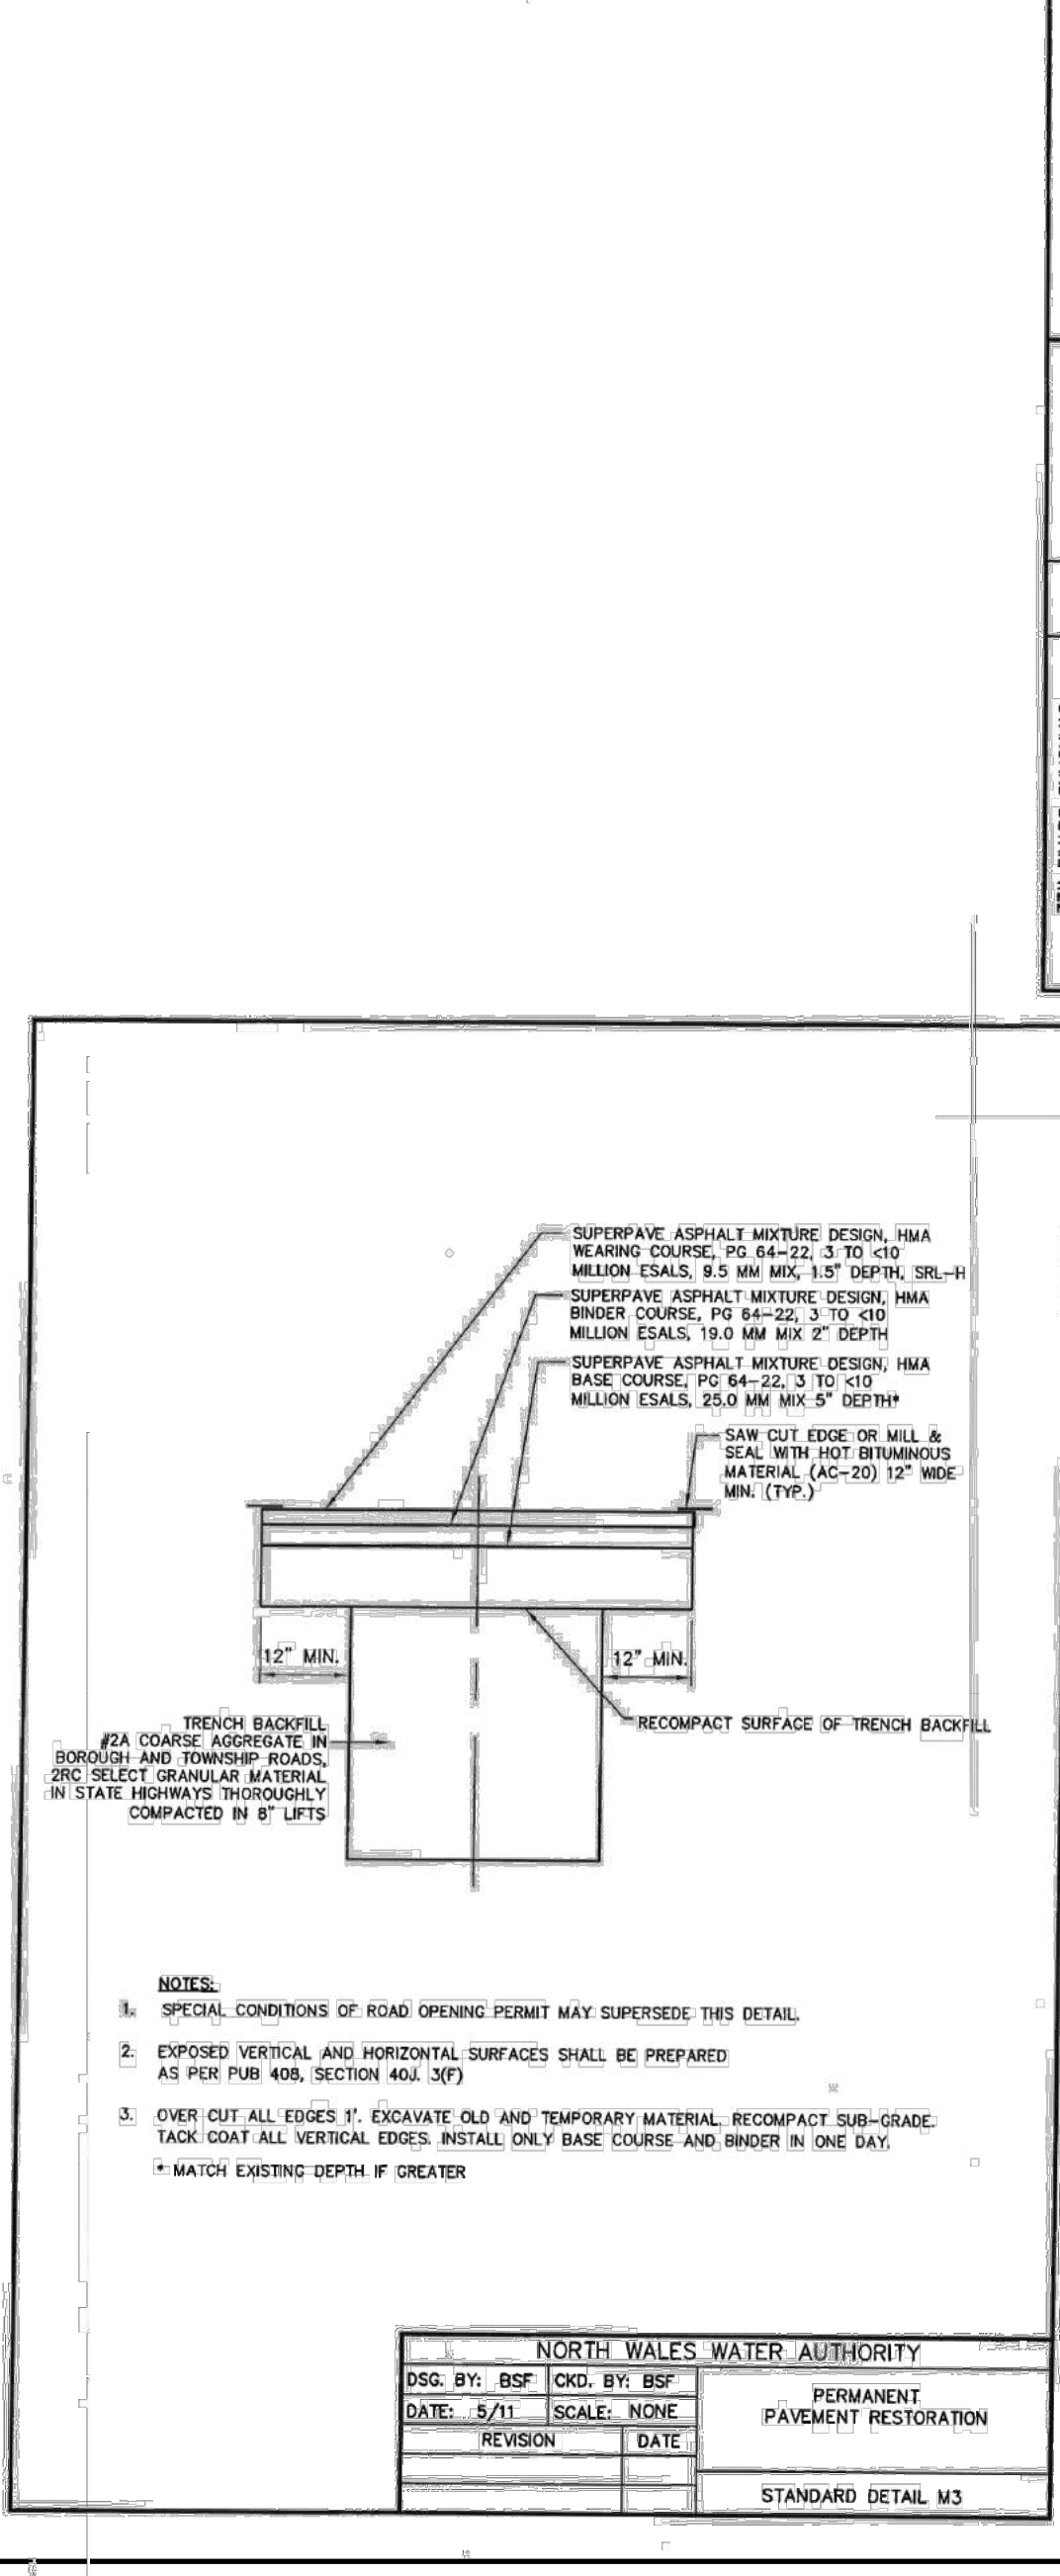 SUPERPAVE ASPHALT MIXTURE DESIGN, HMA
WEARING COURSE, PG 64-22, 3 TO <10
MILLION ESALS, 9.5 MM MIX, 1.5" DEPTH, SRL-H
SUPERPAVE ASPHALT MIXTURE DESIGN, HMA
BINDER COURSE, PG 64-22, 3 TO <10
MILLION ESALS, 19.0 MM MIX 2" DEPTH
SUPERPAVE ASPHALT MIXTURE DESIGN, HMA
BASE COURSE, PG 64-22, 3 TO <10
MILLION ESALS, 25.0 MM MIX 5" DEPTH*
SAW CUT EDGE OR MILL &
SEAL WITH HOT BITUMINOUS
MATERIAL (AC-20) 12" WIDE
MIN. (TYP.)
12" MIN.
12" MIN.
RECOMPACT SURFACE OF TRENCH BACKFILL
TRENCH BACKFILL
#2A COARSE AGGREGATE IN
BOROUGH AND TOWNSHIP ROADS,
2RC SELECT GRANULAR MATERIAL
IN STATE HIGHWAYS THOROUGHLY
COMPACTED IN 8" LIFTS
NOTES:
1. SPECIAL CONDITIONS OF ROAD OPENING PERMIT MAY SUPERSEDE THIS DETAIL.
2. EXPOSED VERTICAL AND HORIZONTAL SURFACES SHALL BE PREPARED
AS PER PUB 408, SECTION 40J. 3(F)
3. OVER CUT ALL EDGES 1'. EXCAVATE OLD AND TEMPORARY MATERIAL. RECOMPACT SUB-GRADE.
TACK COAT ALL VERTICAL EDGES. INSTALL ONLY BASE COURSE AND BINDER IN ONE DAY.
* MATCH EXISTING DEPTH IF GREATER
NORTH WALES WATER AUTHORITY
DSG. BY: BSF CKD. BY: BSF
DATE: 5/11 SCALE: NONE
REVISION DATE
PERMANENT
PAVEMENT RESTORATION
STANDARD DETAIL M3